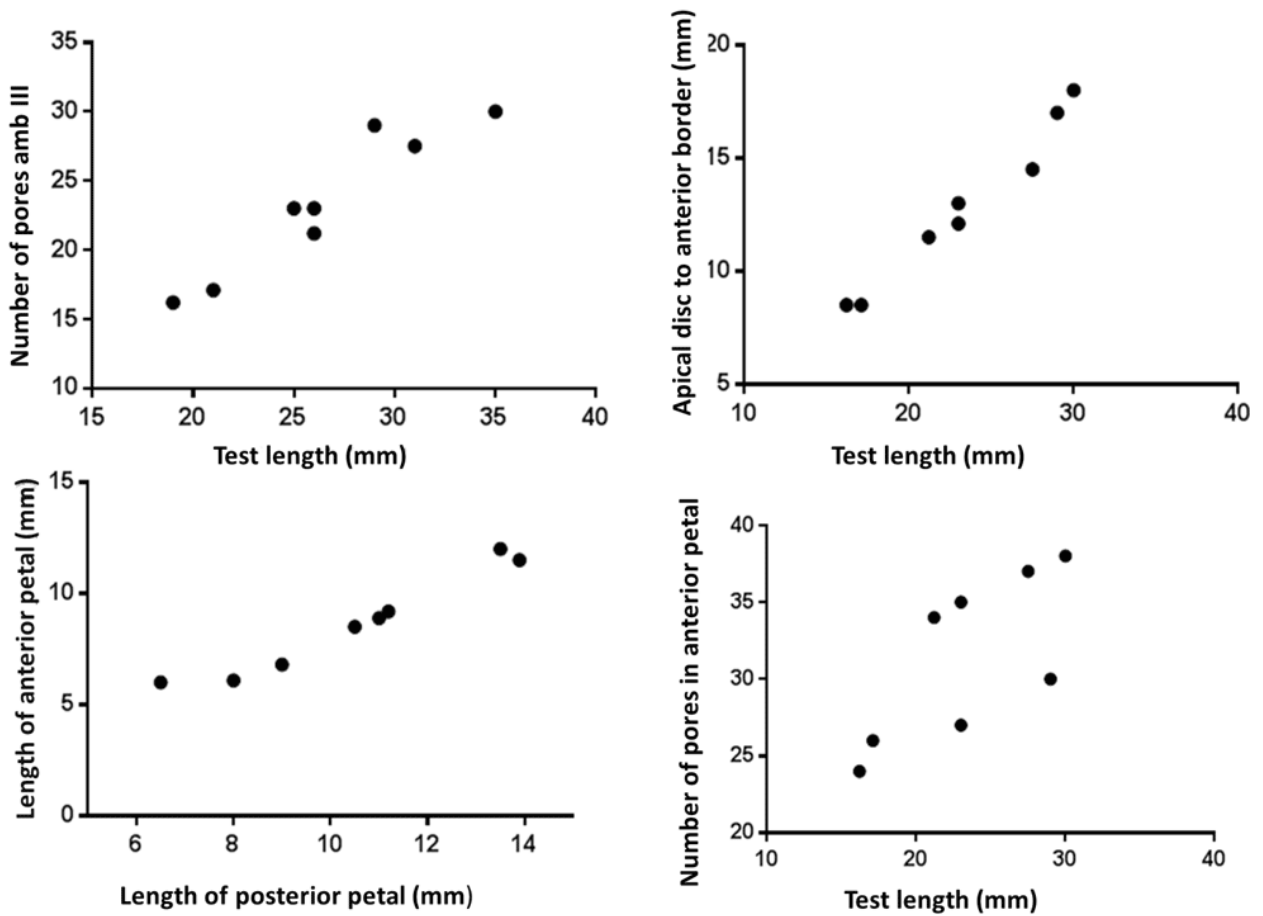 Number of pores amb III
35
30
25
20
15
10
15 20 25 30 35 40
Test length (mm)
Apical disc to anterior border (mm)
20
15
10
5
10 20 30 40
Test length (mm)
Length of anterior petal (mm)
15
10
5
0
6 8 10 12 14
Length of posterior petal (mm)
Number of pores in anterior petal
40
35
30
25
20
10 20 30 40
Test length (mm)